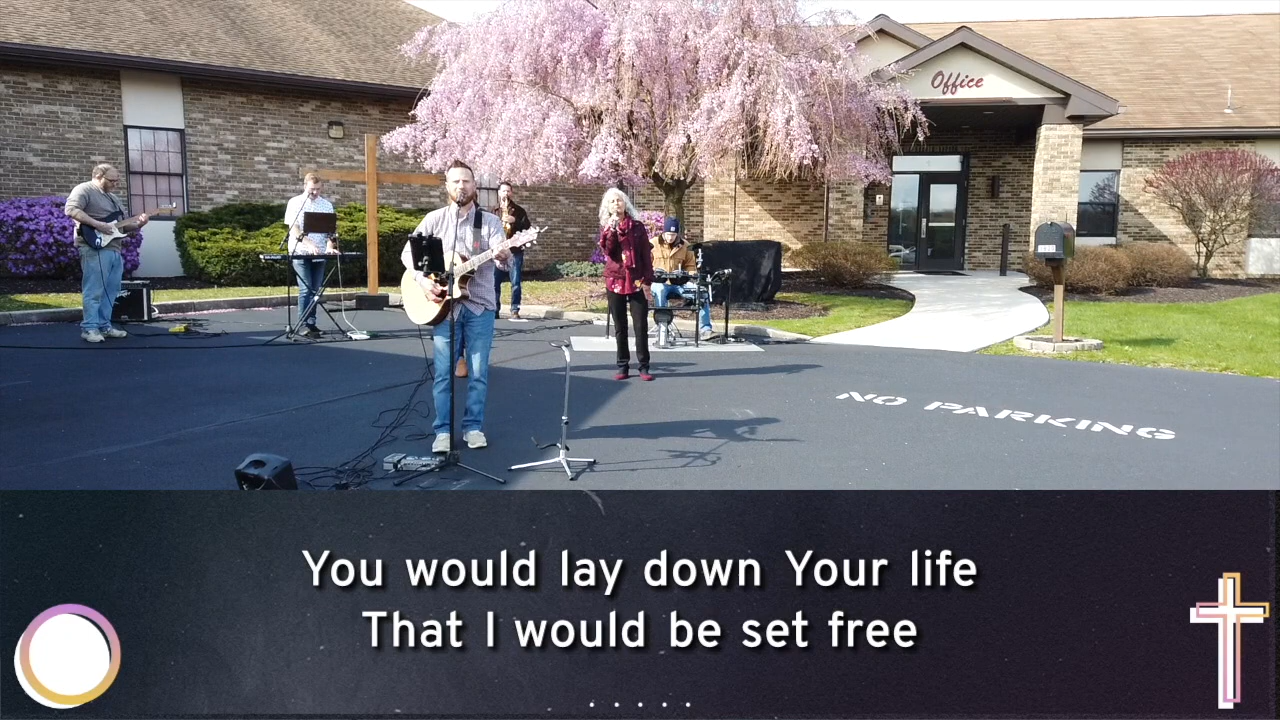 Office
NO PARKING
You would lay down Your life
That I would be set free
. . . . .